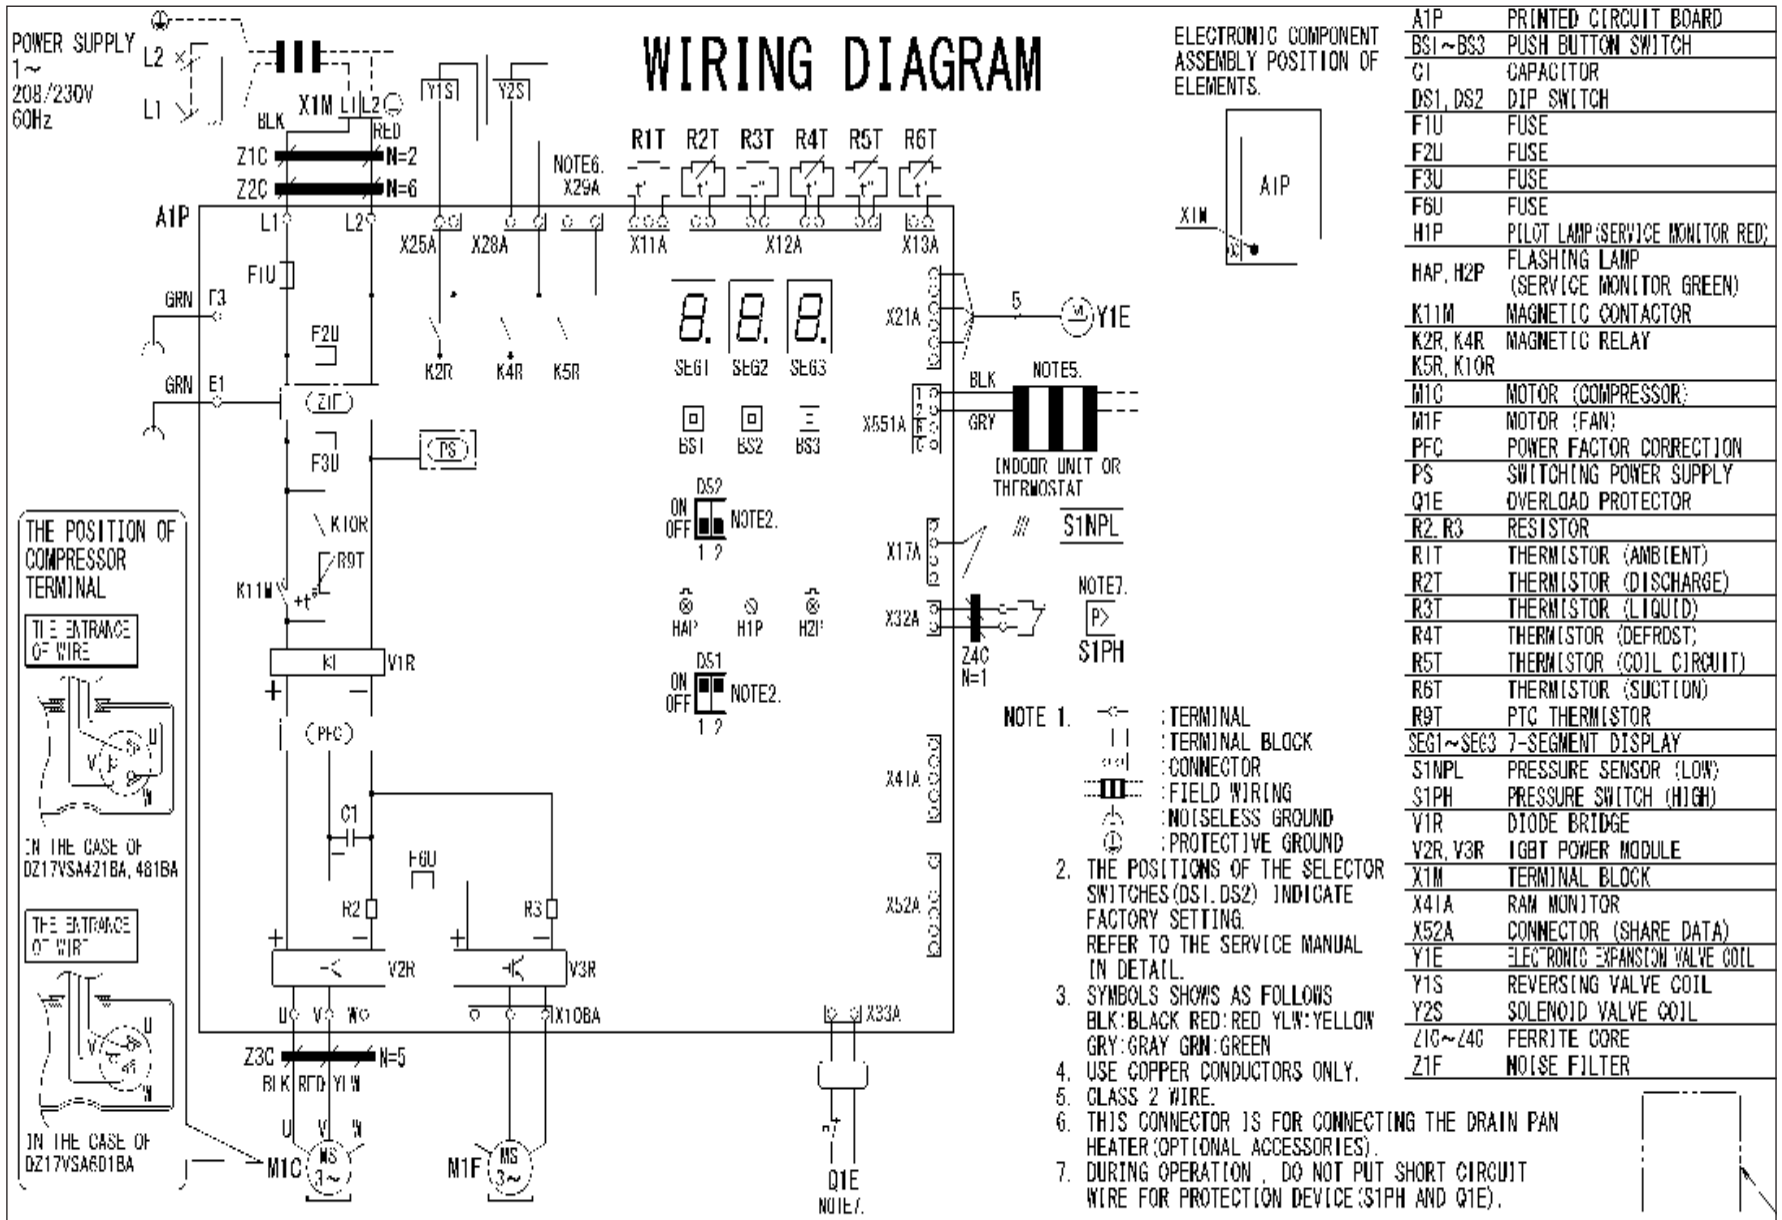 WIRING DIAGRAM
POWER SUPPLY
1~
208/230V
60Hz
L2
L1
X1M L1 L2
BLK
RED
Z1C N=2
Z2C N=6
A1P
L1
L2
Y1S
Y2S
NOTE6.
X29A
X25A
X28A
R1T R2T R3T R4T R5T R6T
t°
X11A
X12A
X13A
F1U
GRN
GRN E1
F2U
Z1F
F3U
PS
K2R K4R K5R
SEG1 SEG2 SEG3
BS1 BS2 BS3
DS2
ON
OFF
NOTE2.
1 2
HAP H1P H2P
DS1
ON
OFF
NOTE2.
1 2
K10R
R9T
K11M
+t°
V1R
+ −
PFC
C1
F6U
R2
R3
+ −
+ −
V2R
V3R
U V W
X108A
X33A
Z3C N=5
BLK RED YLW
U V W
M1C MS 3~
M1F MS 3~
Q1E
NOTE7.
X21A
5
M Y1E
BLK
GRY
NOTE5.
INDOOR UNIT OR
THERMOSTAT
X17A
S1NPL
X32A
Z4C
N=1
NOTE7.
P>
S1PH
X41A
X52A
THE POSITION OF
COMPRESSOR
TERMINAL
THE ENTRANCE
OF WIRE
U
V
W
IN THE CASE OF
DZ17VSA421BA, 481BA
THE ENTRANCE
OF WIRE
U
V
W
IN THE CASE OF
DZ17VSA601BA
ELECTRONIC COMPONENT
ASSEMBLY POSITION OF
ELEMENTS.
A1P
X1M
NOTE 1.
:TERMINAL
:TERMINAL BLOCK
:CONNECTOR
:FIELD WIRING
:NOISELESS GROUND
:PROTECTIVE GROUND
2. THE POSITIONS OF THE SELECTOR
SWITCHES(DS1.DS2) INDICATE
FACTORY SETTING.
REFER TO THE SERVICE MANUAL
IN DETAIL.
3. SYMBOLS SHOWS AS FOLLOWS
BLK:BLACK RED:RED YLW:YELLOW
GRY:GRAY GRN:GREEN
4. USE COPPER CONDUCTORS ONLY.
5. CLASS 2 WIRE.
6. THIS CONNECTOR IS FOR CONNECTING THE DRAIN PAN
HEATER(OPTIONAL ACCESSORIES).
7. DURING OPERATION , DO NOT PUT SHORT CIRCUIT
WIRE FOR PROTECTION DEVICE(S1PH AND Q1E).
A1P PRINTED CIRCUIT BOARD
BS1~BS3 PUSH BUTTON SWITCH
C1 CAPACITOR
DS1, DS2 DIP SWITCH
F1U FUSE
F2U FUSE
F3U FUSE
F6U FUSE
H1P PILOT LAMP(SERVICE MONITOR RED)
HAP, H2P FLASHING LAMP
(SERVICE MONITOR GREEN)
K11M MAGNETIC CONTACTOR
K2R, K4R MAGNETIC RELAY
K5R, K10R
M1C MOTOR (COMPRESSOR)
M1F MOTOR (FAN)
PFC POWER FACTOR CORRECTION
PS SWITCHING POWER SUPPLY
Q1E OVERLOAD PROTECTOR
R2. R3 RESISTOR
R1T THERMISTOR (AMBIENT)
R2T THERMISTOR (DISCHARGE)
R3T THERMISTOR (LIQUID)
R4T THERMISTOR (DEFROST)
R5T THERMISTOR (COIL CIRCUIT)
R6T THERMISTOR (SUCTION)
R9T PTC THERMISTOR
SEG1~SEG3 7-SEGMENT DISPLAY
S1NPL PRESSURE SENSOR (LOW)
S1PH PRESSURE SWITCH (HIGH)
V1R DIODE BRIDGE
V2R, V3R IGBT POWER MODULE
X1M TERMINAL BLOCK
X41A RAM MONITOR
X52A CONNECTOR (SHARE DATA)
Y1E ELECTRONIC EXPANSION VALVE COIL
Y1S REVERSING VALVE COIL
Y2S SOLENOID VALVE COIL
Z1C~Z4C FERRITE CORE
Z1F NOISE FILTER